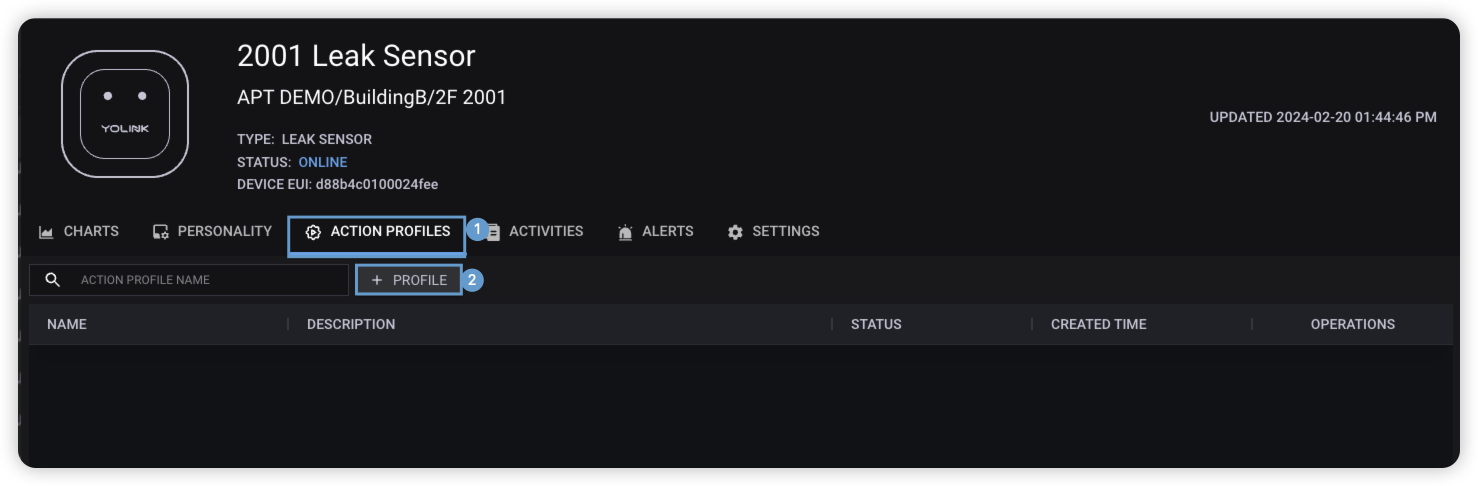 2001 Leak Sensor
APT DEMO/BuildingB/2F 2001
YOLINK
UPDATED 2024-02-20 01:44:46 PM
TYPE: LEAK SENSOR
STATUS: ONLINE
DEVICE EUI: d88b4c0100024fee
CHARTS PERSONALITY ACTION PROFILES 1 ACTIVITIES ALERTS SETTINGS
ACTION PROFILE NAME + PROFILE 2
NAME DESCRIPTION STATUS CREATED TIME OPERATIONS